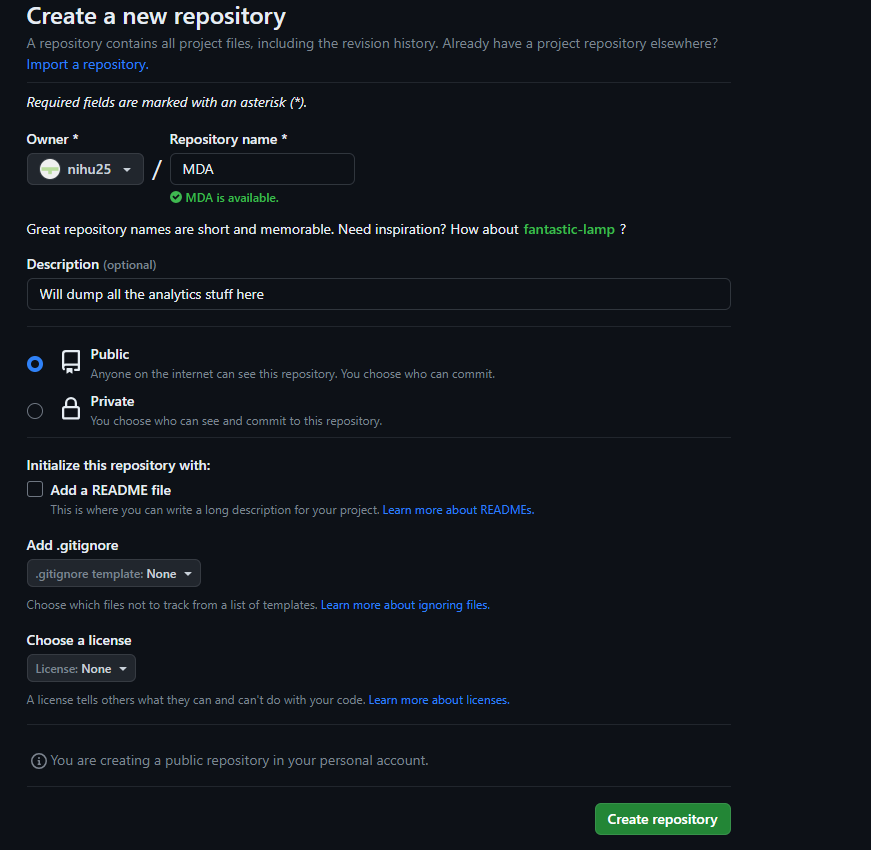 Create a new repository
A repository contains all project files, including the revision history. Already have a project repository elsewhere?
Import a repository.
Required fields are marked with an asterisk (*).
Owner * Repository name *
nihu25 / MDA
MDA is available.
Great repository names are short and memorable. Need inspiration? How about fantastic-lamp ?
Description (optional)
Will dump all the analytics stuff here
Public
Anyone on the internet can see this repository. You choose who can commit.
Private
You choose who can see and commit to this repository.
Initialize this repository with:
Add a README file
This is where you can write a long description for your project. Learn more about READMEs.
Add .gitignore
.gitignore template: None
Choose which files not to track from a list of templates. Learn more about ignoring files.
Choose a license
License: None
A license tells others what they can and can't do with your code. Learn more about licenses.
You are creating a public repository in your personal account.
Create repository